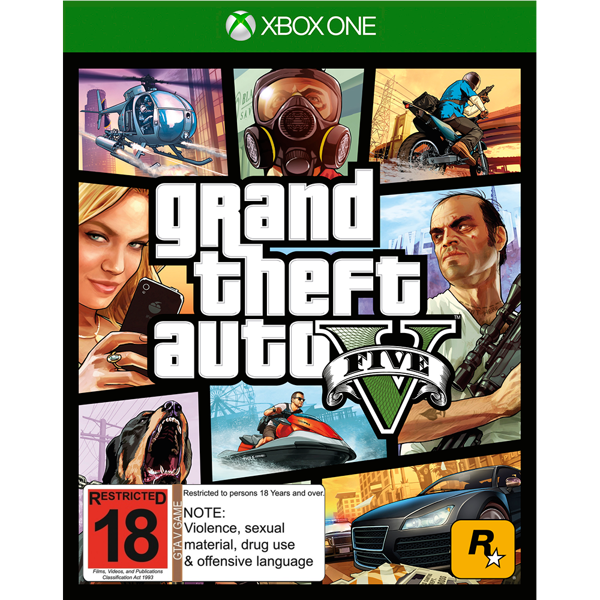 XBOX ONE
grand
theft
auto V
FIVE
TM
RESTRICTED
18
Films, Videos, and Publications
Classification Act 1993
GTA V GAME
Restricted to persons 18 Years and over.
NOTE:
Violence, sexual
material, drug use
& offensive language
R